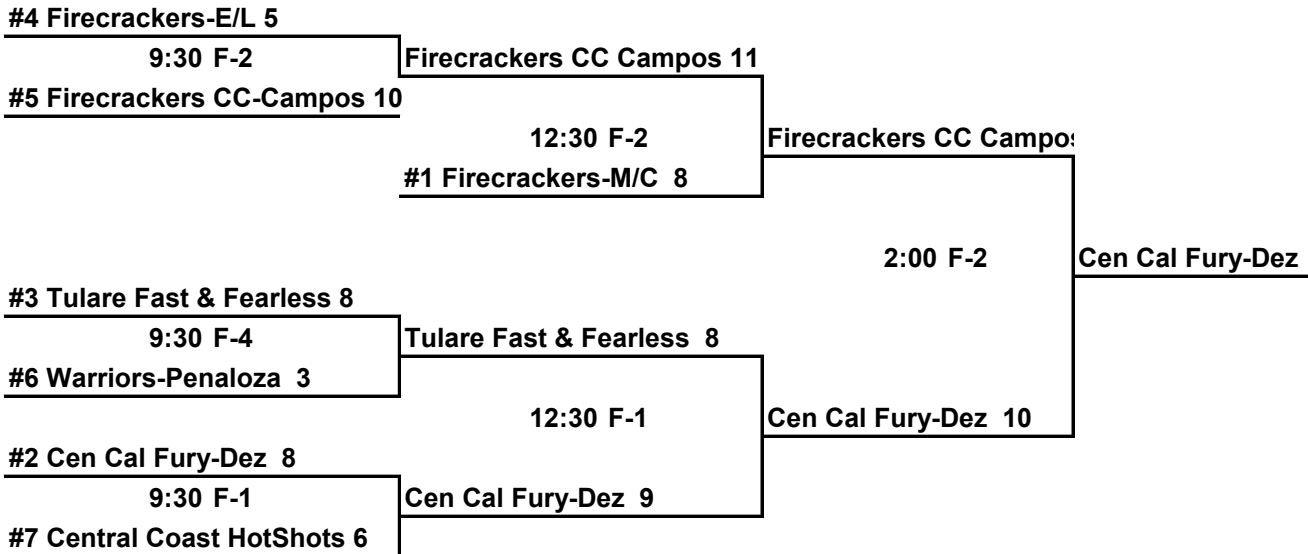 #4 Firecrackers-E/L 5
9:30 F-2
Firecrackers CC Campos 11
#5 Firecrackers CC-Campos 10
12:30 F-2
Firecrackers CC Campos
#1 Firecrackers-M/C 8
2:00 F-2
Cen Cal Fury-Dez
#3 Tulare Fast & Fearless 8
9:30 F-4
Tulare Fast & Fearless 8
#6 Warriors-Penaloza 3
12:30 F-1
Cen Cal Fury-Dez 10
#2 Cen Cal Fury-Dez 8
9:30 F-1
Cen Cal Fury-Dez 9
#7 Central Coast HotShots 6